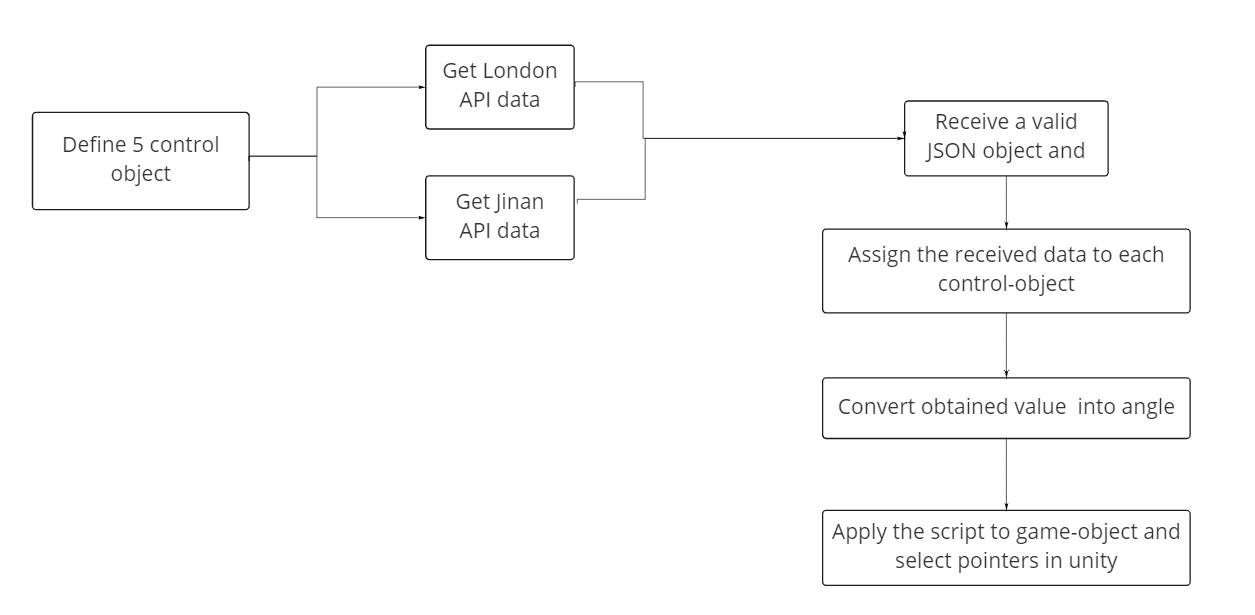 Define 5 control
object
Get London
API data
Get Jinan
API data
Receive a valid
JSON object and
Assign the received data to each
control-object
Convert obtained value  into angle
Apply the script to game-object and
select pointers in unity